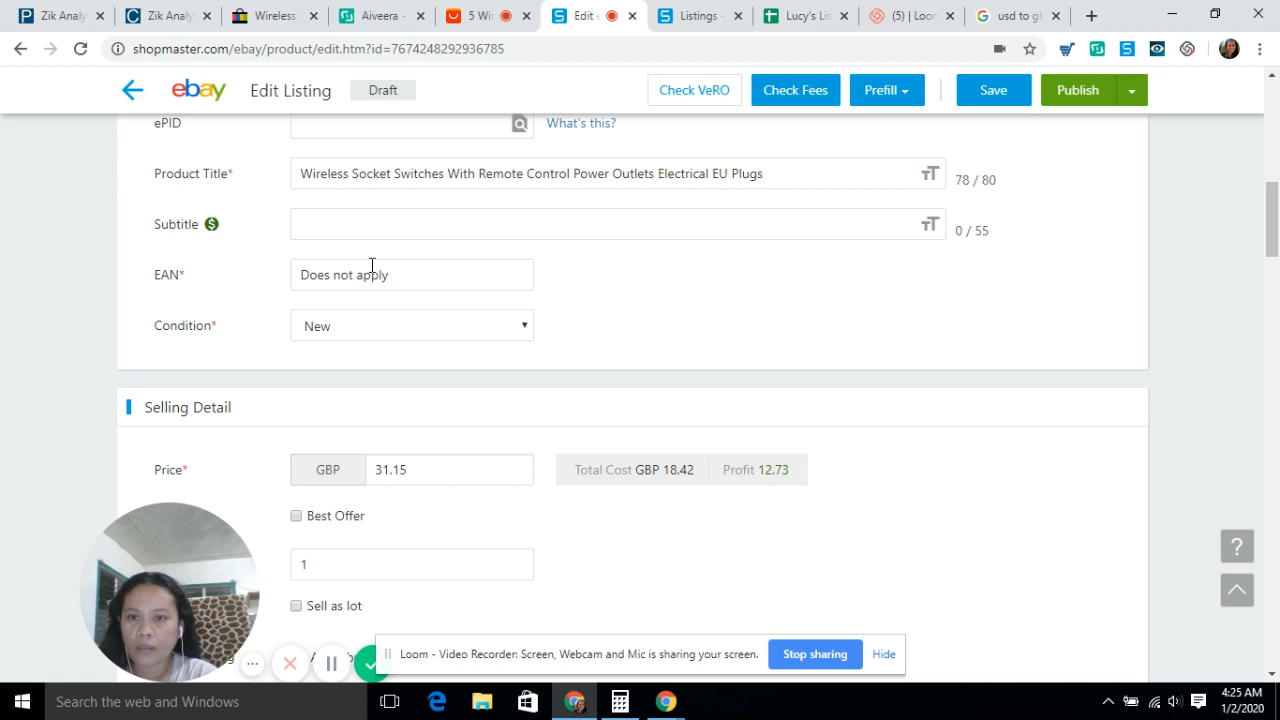 Zik Analy
Zik Analy
Wireless
Aiveeri
5 Wi
Edit
Listings -
Lucy's Li
(5) | Loor
usd to gb
shopmaster.com/ebay/product/edit.htm?id=7674248292936785
ebay
Edit Listing
Draft
Check VeRO
Check Fees
Prefill
Save
Publish
ePID
What's this?
Product Title*
Wireless Socket Switches With Remote Control Power Outlets Electrical EU Plugs
78 / 80
Subtitle
0 / 55
EAN*
Does not apply
Condition*
New
Selling Detail
Price*
GBP
31.15
Total Cost GBP 18.42
Profit 12.73
Best Offer
1
Sell as lot
Loom - Video Recorder: Screen, Webcam and Mic is sharing your screen.
Stop sharing
Hide
Search the web and Windows
4:25 AM
1/2/2020